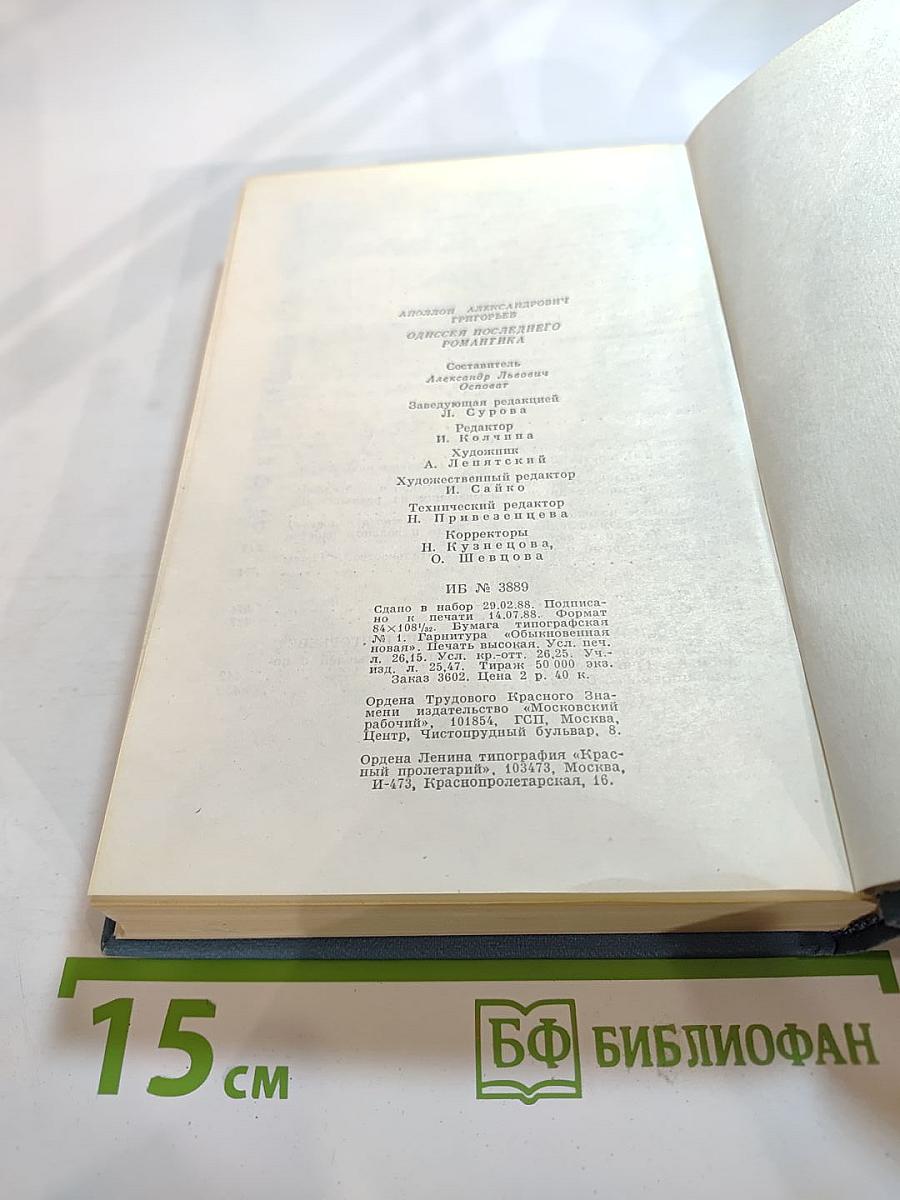 АПОЛЛОН АЛЕКСАНДРОВИЧ
ГРИГОРЬЕВ
ОДИССЕЯ ПОСЛЕДНЕГО
РОМАНТИКА
Составитель
Александр Львович
Осповат
Заведующая редакцией
Л. Сурова
Редактор
И. Колчина
Художник
А. Лепятский
Художественный редактор
И. Сайко
Технический редактор
Н. Привезенцева
Корректоры
Н. Кузнецова,
О. Шевцова
ИБ № 3889
Сдано в набор 29.02.88. Подписа-
но к печати 14.07.88. Формат
84×108¹/₃₂. Бумага типографская
№ 1. Гарнитура «Обыкновенная
новая». Печать высокая. Усл. печ.
л. 26,15. Усл. кр.-отт. 26,25. Уч.-
изд. л. 25,47. Тираж 50 000 экз.
Заказ 3602. Цена 2 р. 40 к.
Ордена Трудового Красного Зна-
мени издательство «Московский
рабочий», 101854, ГСП, Москва,
Центр, Чистопрудный бульвар, 8.
Ордена Ленина типография «Крас-
ный пролетарий», 103473, Москва,
И-473, Краснопролетарская, 16.
15 см
БФ БИБЛИОФАН